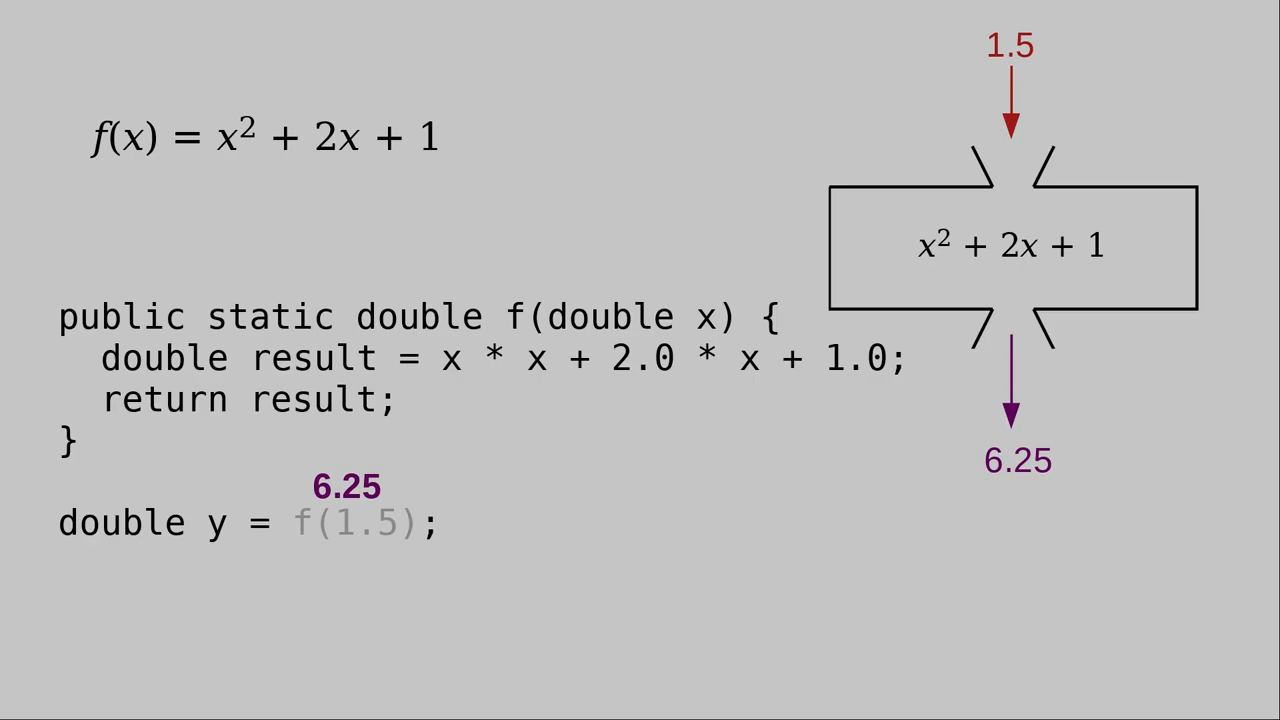 1.5
f(x) = x² + 2x + 1
x² + 2x + 1
public static double f(double x) {
  double result = x * x + 2.0 * x + 1.0;
  return result;
}
6.25
6.25
double y = f(1.5);